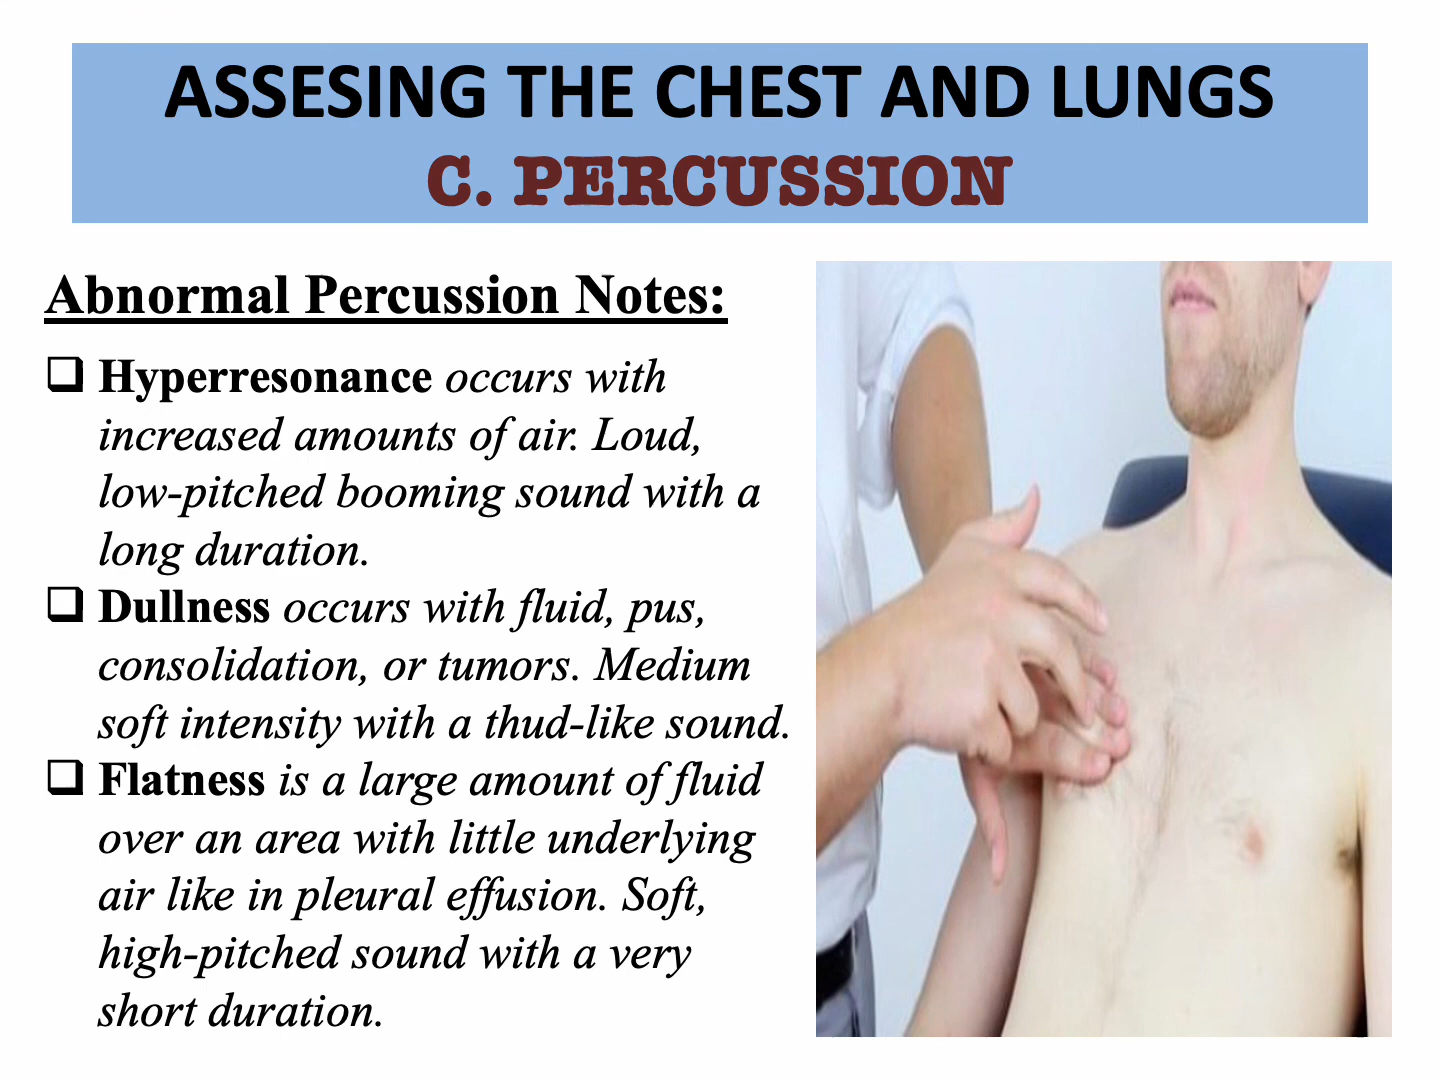 ASSESING THE CHEST AND LUNGS
C. PERCUSSION
Abnormal Percussion Notes:
❑ Hyperresonance occurs with
increased amounts of air. Loud,
low-pitched booming sound with a
long duration.
❑ Dullness occurs with fluid, pus,
consolidation, or tumors. Medium
soft intensity with a thud-like sound.
❑ Flatness is a large amount of fluid
over an area with little underlying
air like in pleural effusion. Soft,
high-pitched sound with a very
short duration.